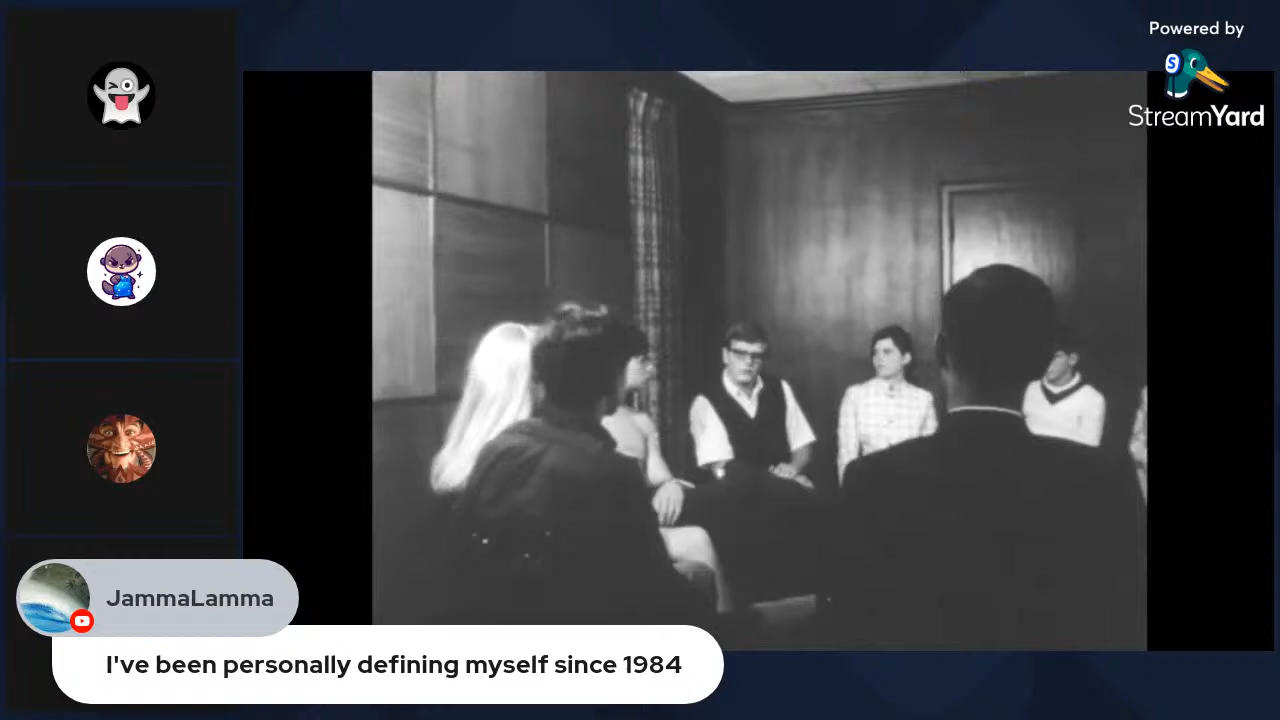 Powered by
StreamYard
JammaLamma
I've been personally defining myself since 1984